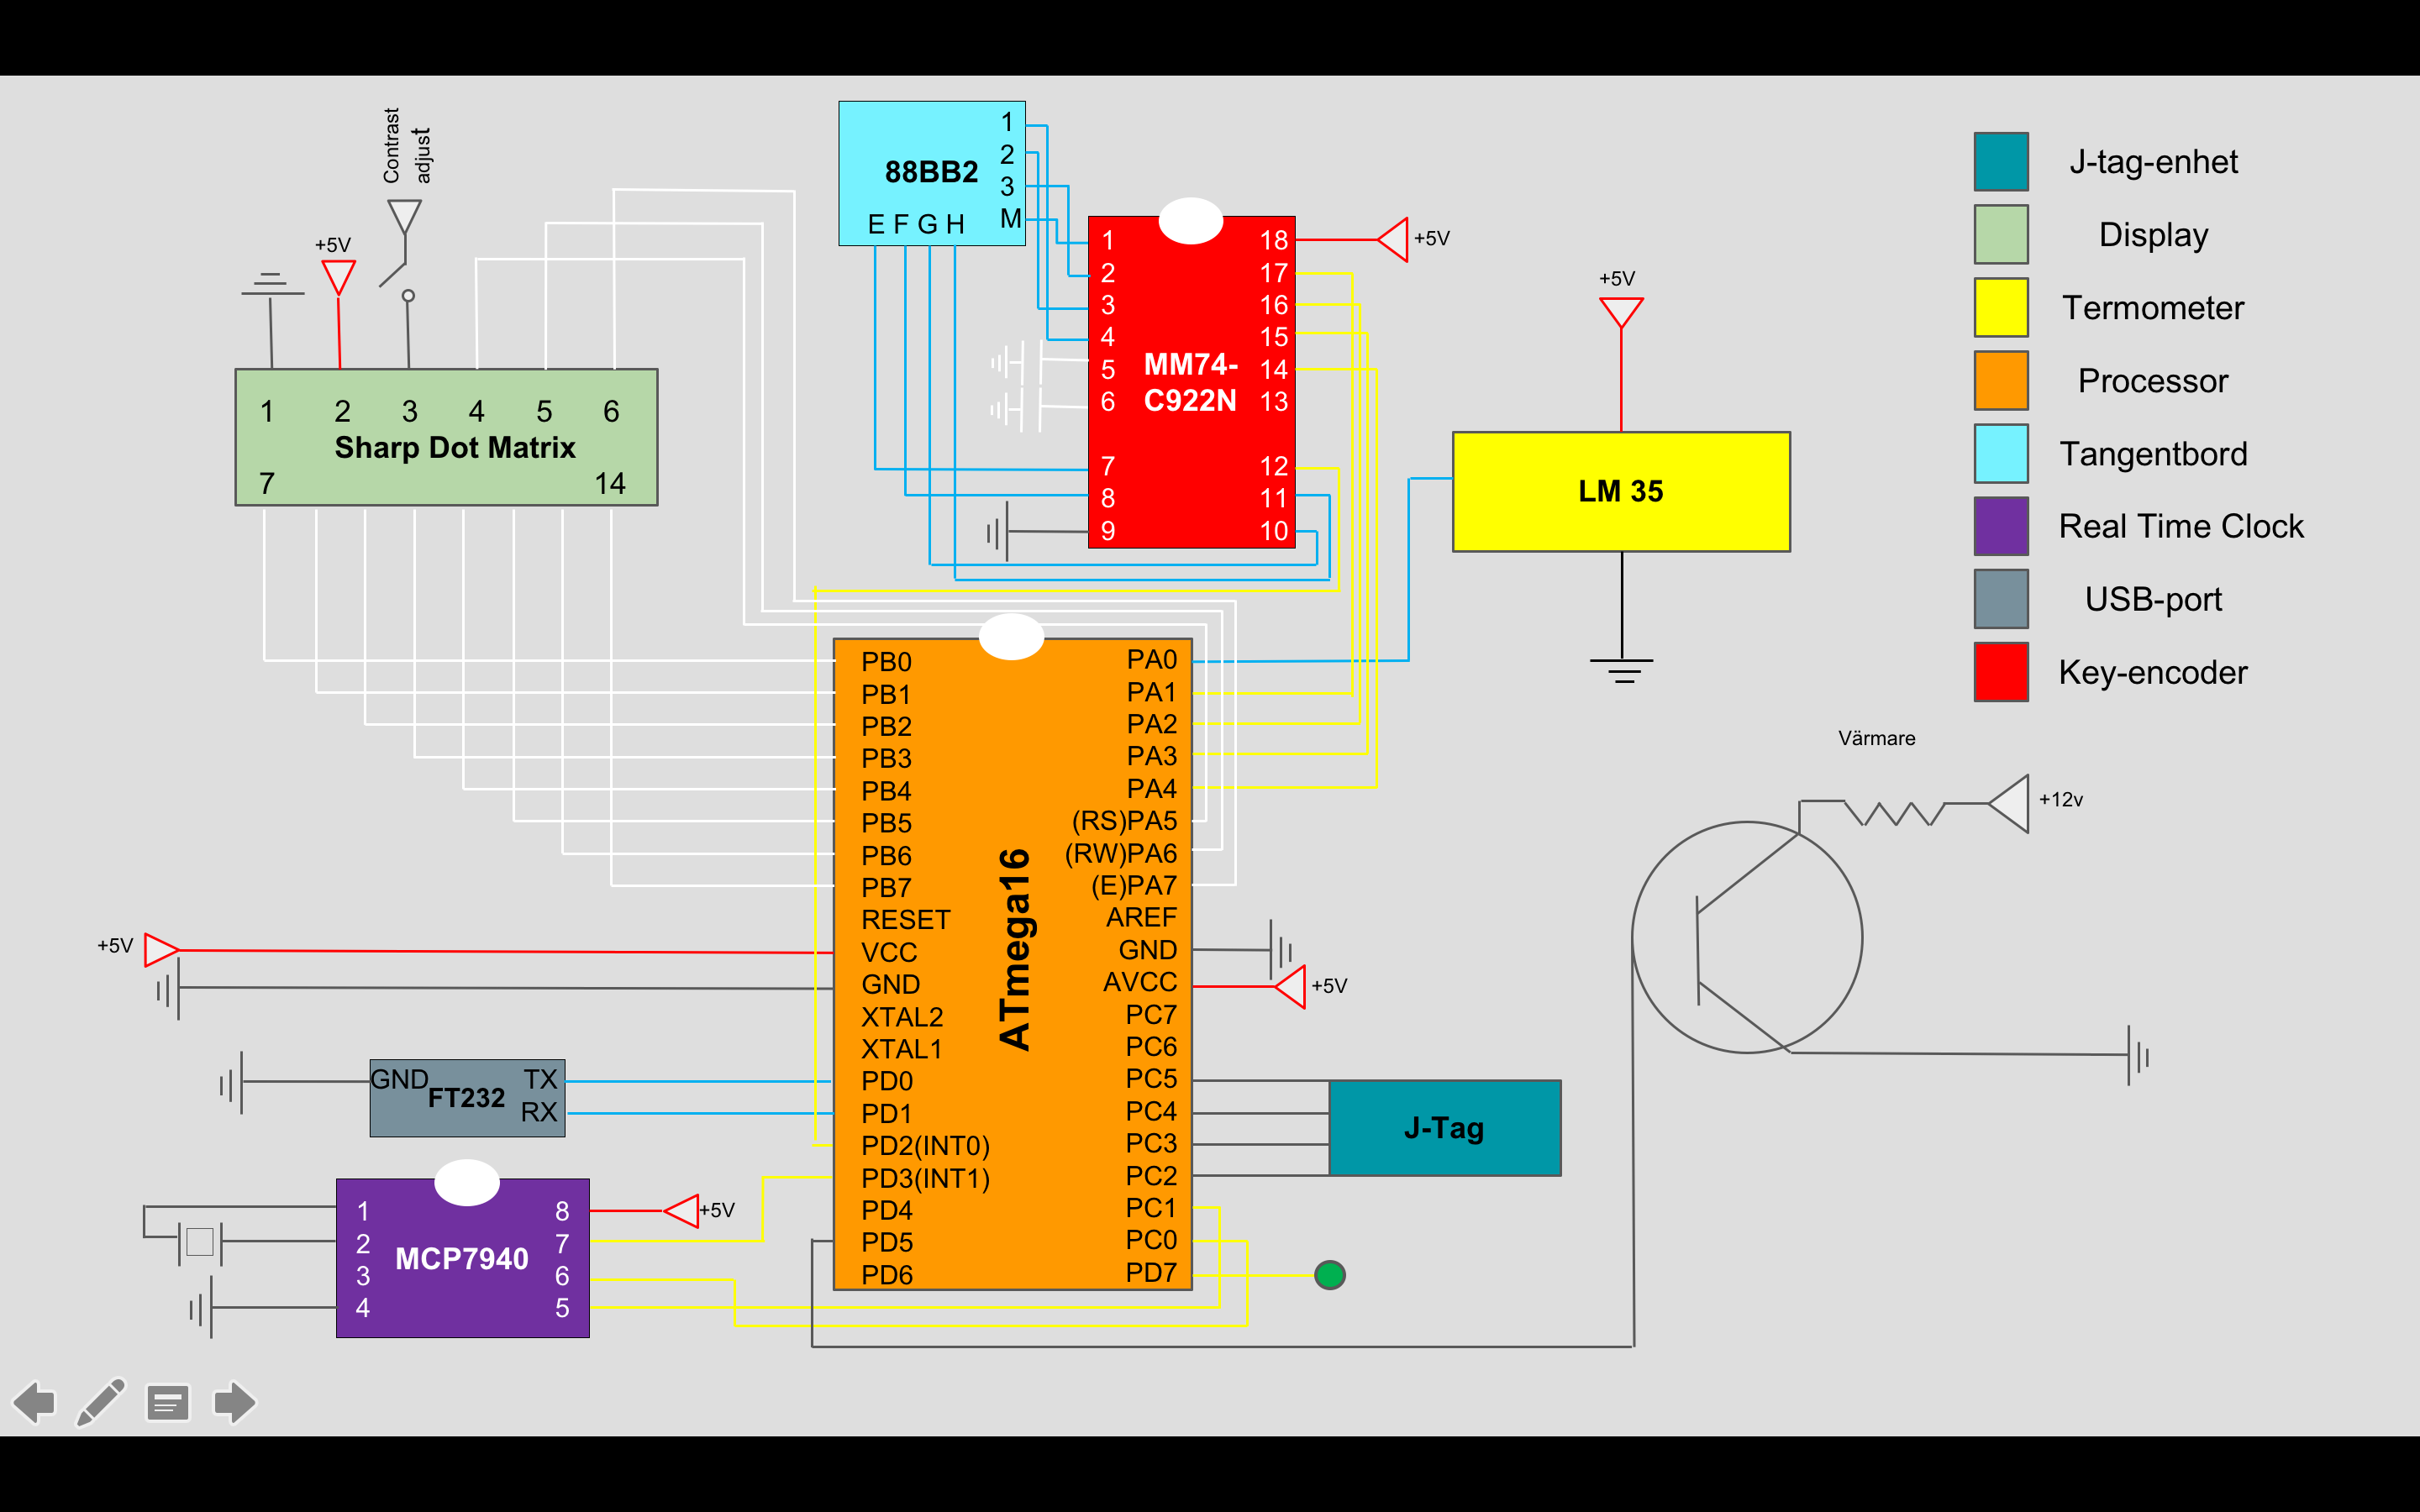 Contrast
adjust
+5V
1 2 3 4 5 6
Sharp Dot Matrix
7 14
88BB2
1
2
3
M
E F G H
MM74-
C922N
1
2
3
4
5
6
7
8
9
18
17
16
15
14
13
12
11
10
+5V
+5V
LM 35
J-tag-enhet
Display
Termometer
Processor
Tangentbord
Real Time Clock
USB-port
Key-encoder
Värmare
+12v
ATmega16
PB0
PB1
PB2
PB3
PB4
PB5
PB6
PB7
RESET
VCC
GND
XTAL2
XTAL1
PD0
PD1
PD2(INT0)
PD3(INT1)
PD4
PD5
PD6
PA0
PA1
PA2
PA3
PA4
(RS)PA5
(RW)PA6
(E)PA7
AREF
GND
AVCC
PC7
PC6
PC5
PC4
PC3
PC2
PC1
PC0
PD7
+5V
+5V
J-Tag
GND
FT232
TX
RX
MCP7940
1
2
3
4
8
7
6
5
+5V